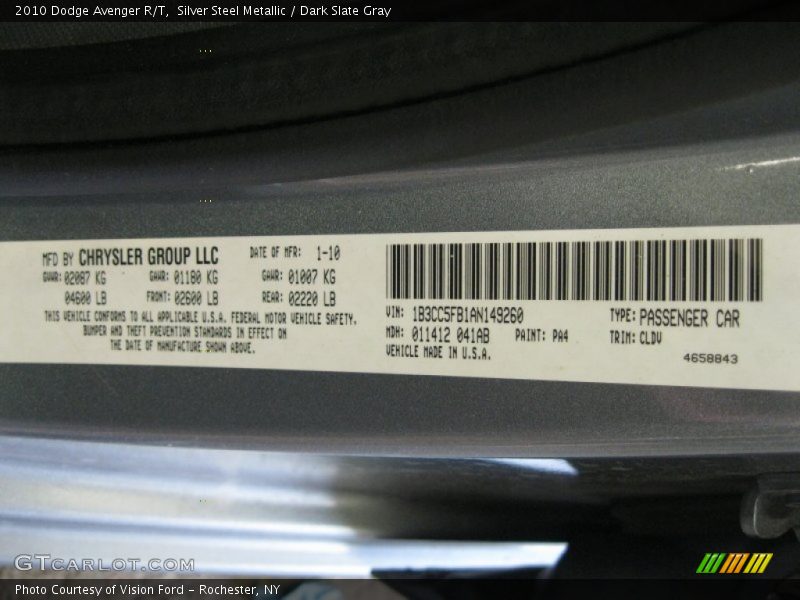 2010 Dodge Avenger R/T,  Silver Steel Metallic / Dark Slate Gray
MFD BY CHRYSLER GROUP LLC DATE OF MFR: 1-10
GVWR: 02087 KG GAWR: 01180 KG GAWR: 01007 KG
04600 LB FRONT: 02600 LB REAR: 02220 LB
THIS VEHICLE CONFORMS TO ALL APPLICABLE U.S.A. FEDERAL MOTOR VEHICLE SAFETY,
BUMPER AND THEFT PREVENTION STANDARDS IN EFFECT ON
THE DATE OF MANUFACTURE SHOWN ABOVE.
VIN: 1B3CC5FB1AN149260 TYPE: PASSENGER CAR
MDH: 011412 041AB PAINT: PA4 TRIM: CLDV
VEHICLE MADE IN U.S.A.
4658843
GTCARLOT.COM
Photo Courtesy of Vision Ford - Rochester, NY